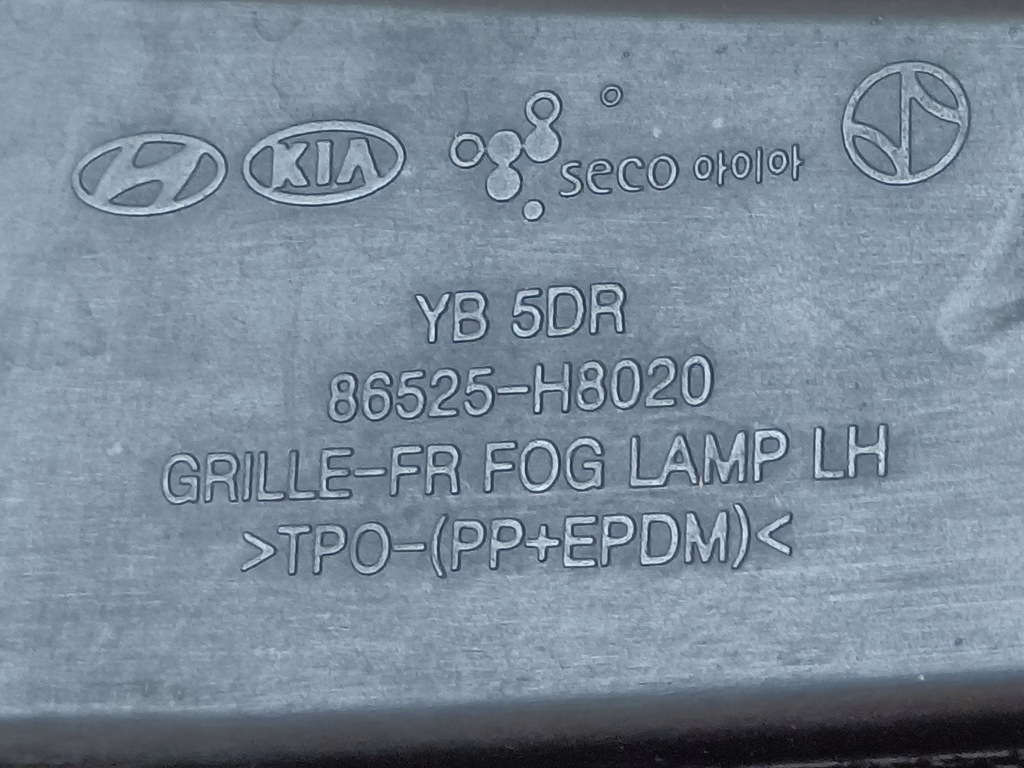 KIA seco 아이아
YB 5DR
86525-H8020
GRILLE-FR FOG LAMP LH
>TPO-(PP+EPDM)<